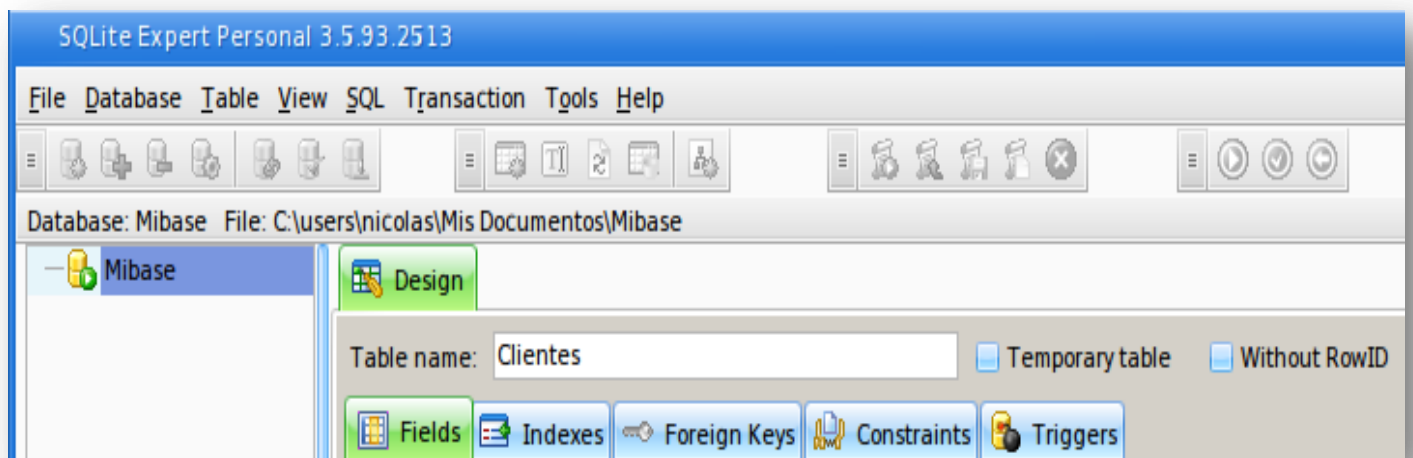 SQLite Expert Personal 3.5.93.2513
File Database Table View SQL Transaction Tools Help
Database: Mibase File: C:\users\nicolas\Mis Documentos\Mibase
Mibase
Design
Table name: Clientes Temporary table Without RowID
Fields Indexes Foreign Keys Constraints Triggers